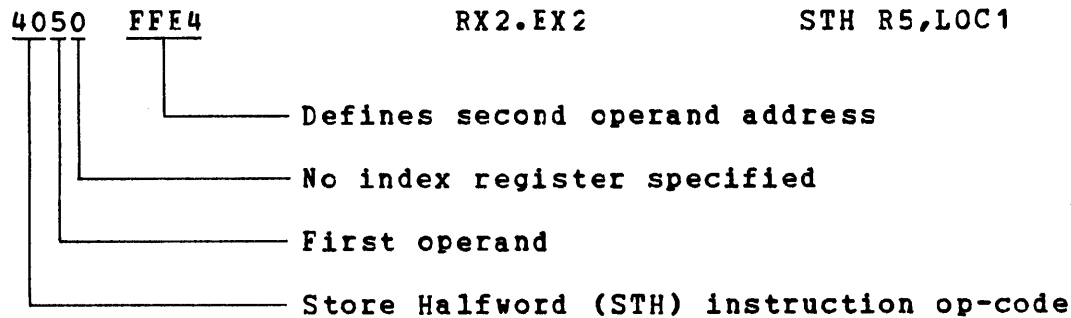 4050 FFE4 RX2.EX2 STH R5,LOC1
Defines second operand address
No index register specified
First operand
Store Halfword (STH) instruction op-code